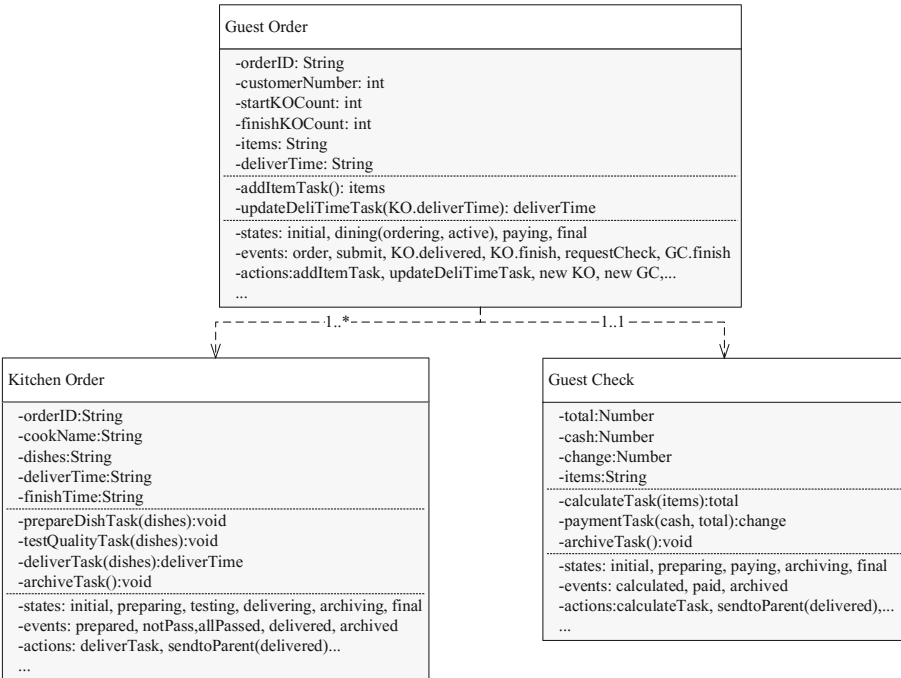 Guest Order
-orderID: String
-customerNumber: int
-startKOCount: int
-finishKOCount: int
-items: String
-deliverTime: String
-addItemTask(): items
-updateDeliTimeTask(KO.deliverTime): deliverTime
-states: initial, dining(ordering, active), paying, final
-events: order, submit, KO.delivered, KO.finish, requestCheck, GC.finish
-actions:addItemTask, updateDeliTimeTask, new KO, new GC,...
...
1..*
1..1
Kitchen Order
-orderID:String
-cookName:String
-dishes:String
-deliverTime:String
-finishTime:String
-prepareDishTask(dishes):void
-testQualityTask(dishes):void
-deliverTask(dishes):deliverTime
-archiveTask():void
-states: initial, preparing, testing, delivering, archiving, final
-events: prepared, notPass,allPassed, delivered, archived
-actions: deliverTask, sendtoParent(delivered)...
...
Guest Check
-total:Number
-cash:Number
-change:Number
-items:String
-calculateTask(items):total
-paymentTask(cash, total):change
-archiveTask():void
-states: initial, preparing, paying, archiving, final
-events: calculated, paid, archived
-actions:calculateTask, sendtoParent(delivered),...
...